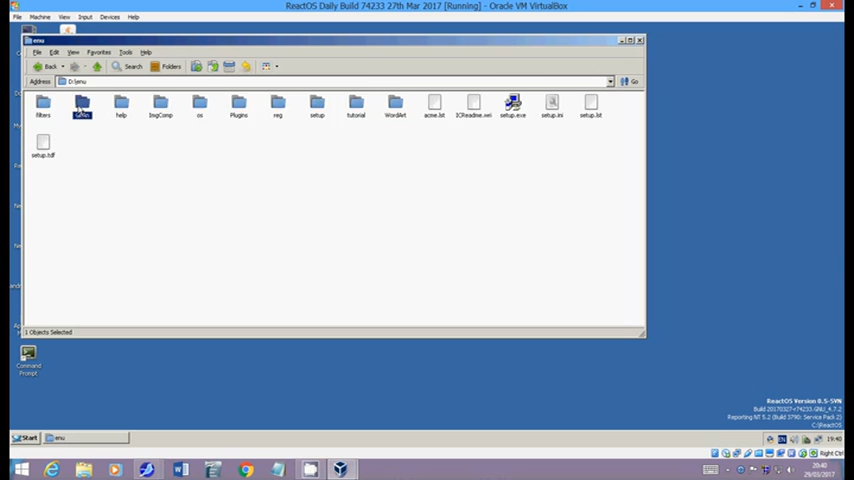 ReactOS Daily Build 74233 27th Mar 2017 [Running] - Oracle VM VirtualBox
File Machine View Input Devices Help
enu
File Edit View Favorites Tools Help
Back Search Folders
Address D:\enu Go
filters help ImgComp os Plugins reg setup tutorial WordArt acme.lst ICReadme.wri setup.exe setup.ini setup.lst
setup.tdf
1 Objects Selected
Command
Prompt
ReactOS Version 0.5-SVN
Build 20170327-r74233.GNU_4.7.2
Reporting NT 5.2 (Build 3790: Service Pack 2)
C:\ReactOS
Start enu EN 19:40
Right Ctrl
20:40
29/03/2017